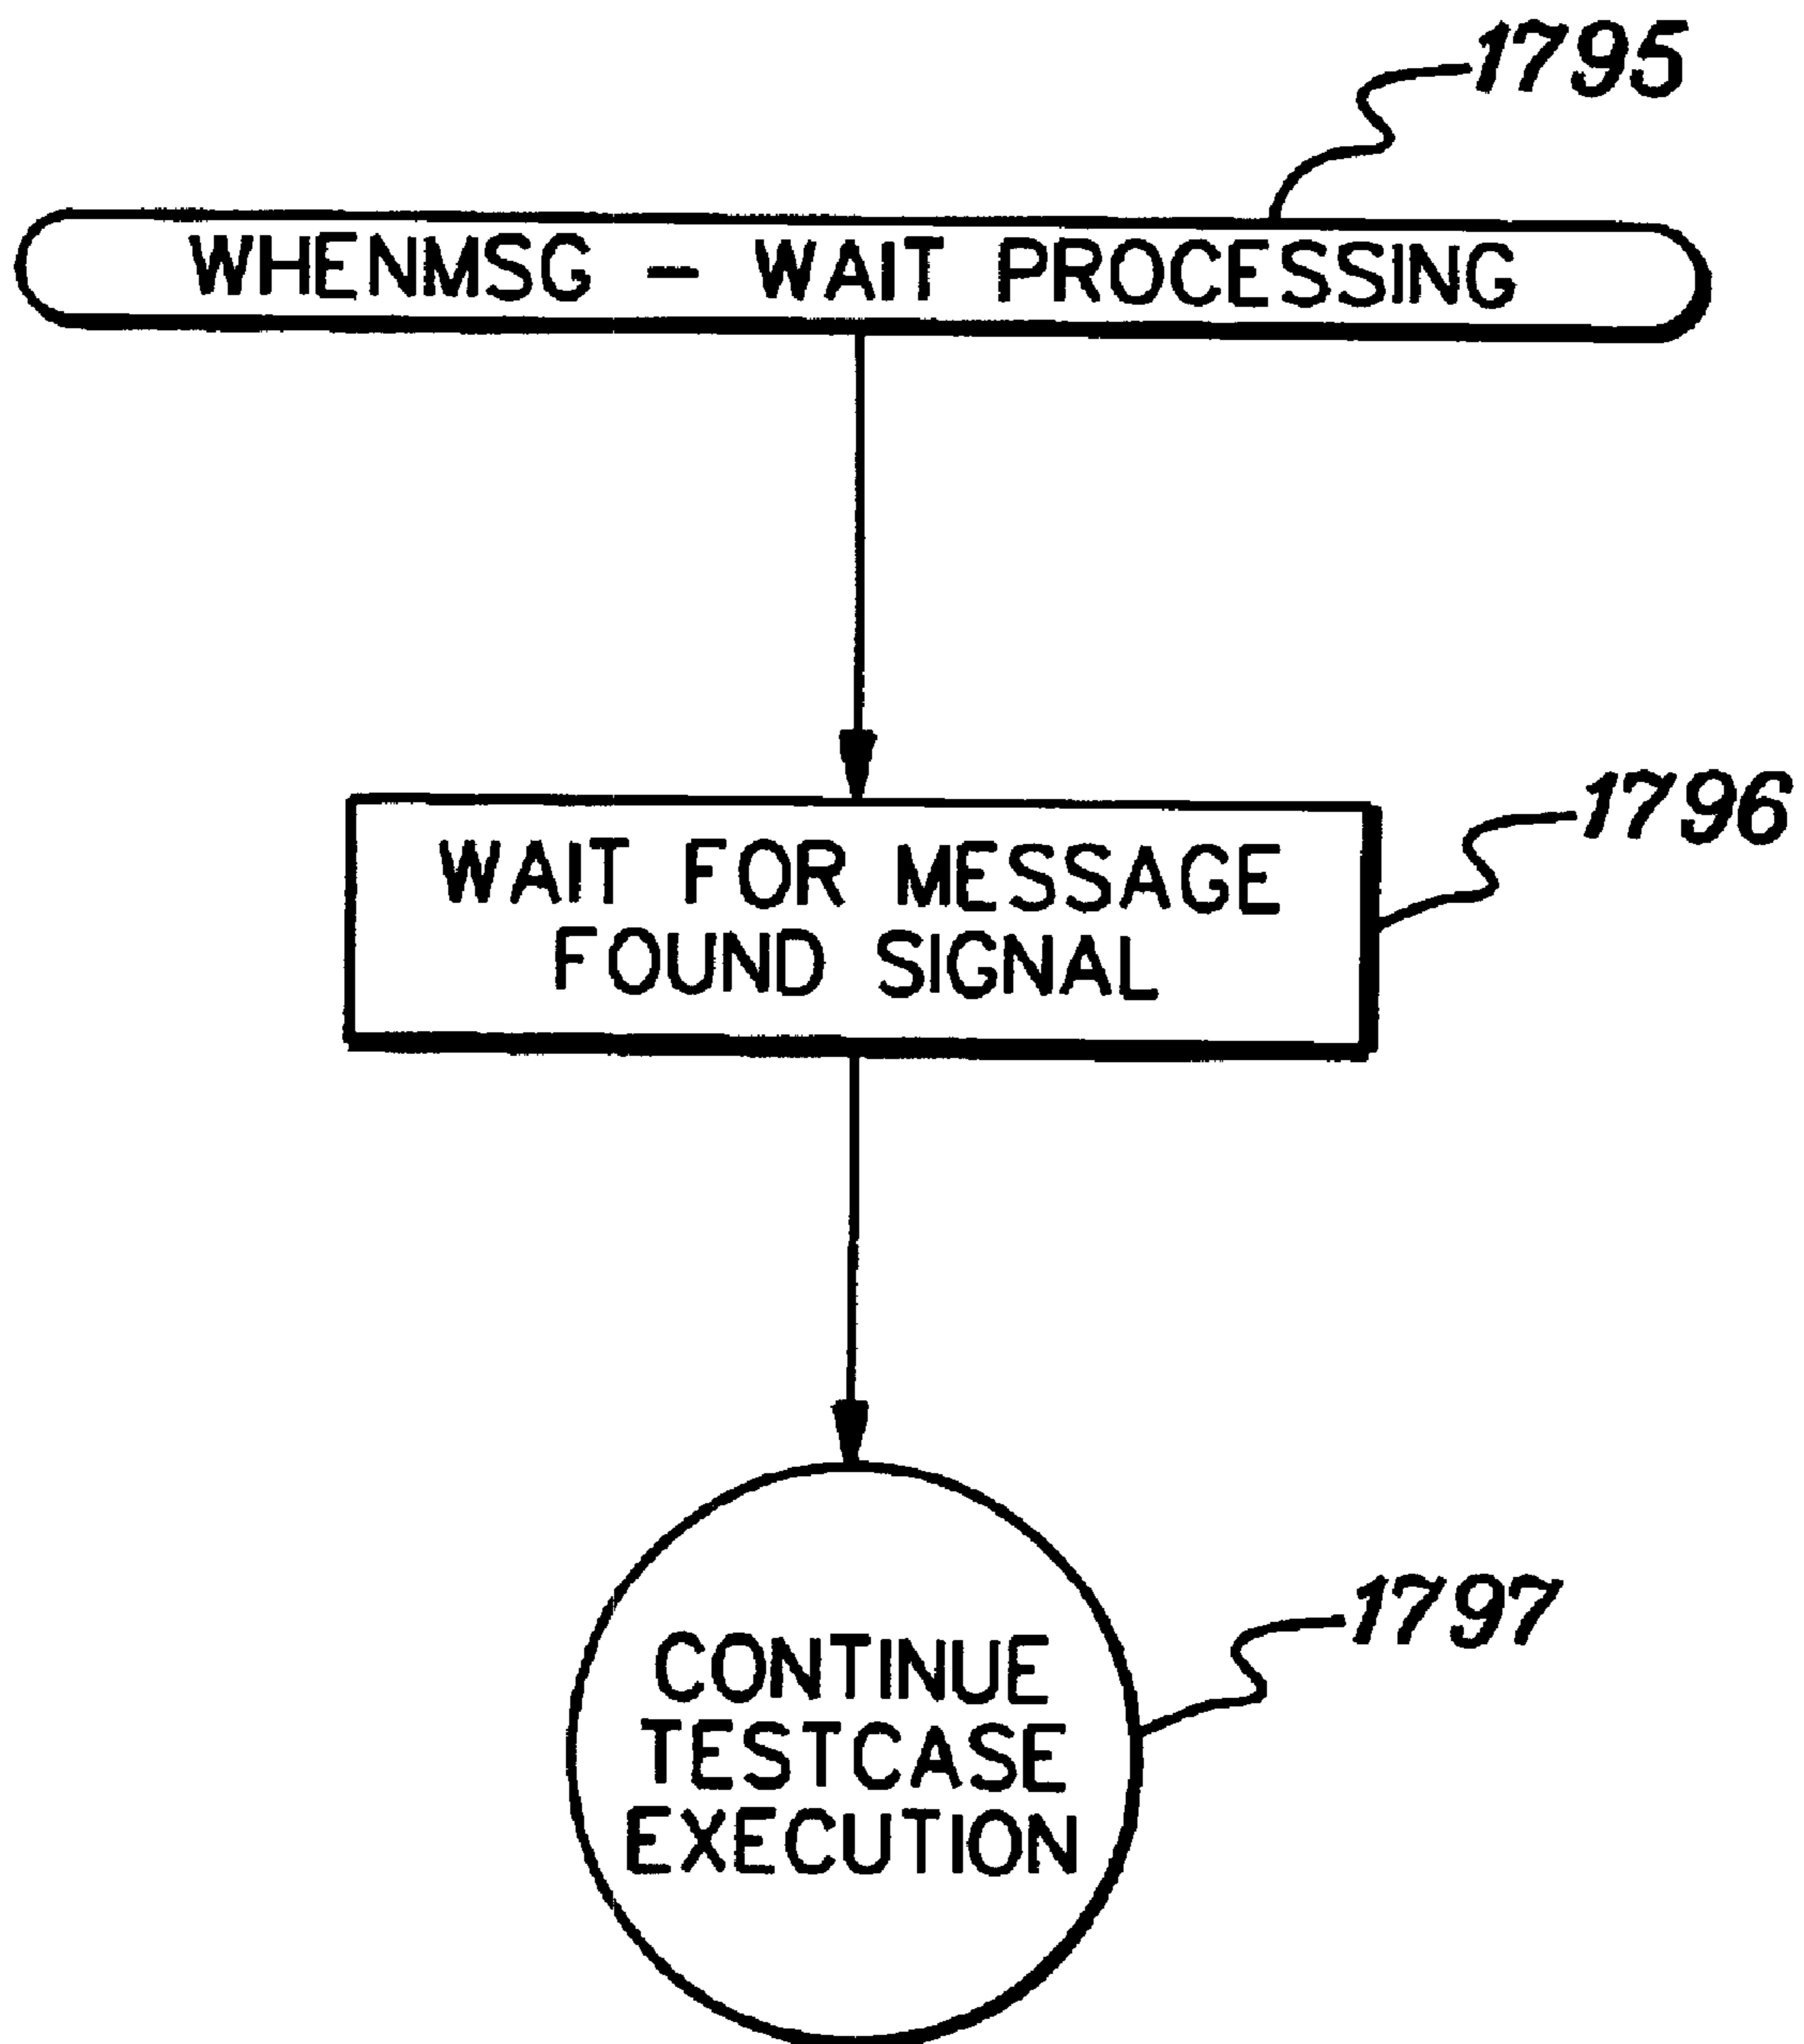 1795
WHENMSG - WAIT PROCESSING
1796
WAIT FOR MESSAGE
FOUND SIGNAL
1797
CONTINUE
TESTCASE
EXECUTION